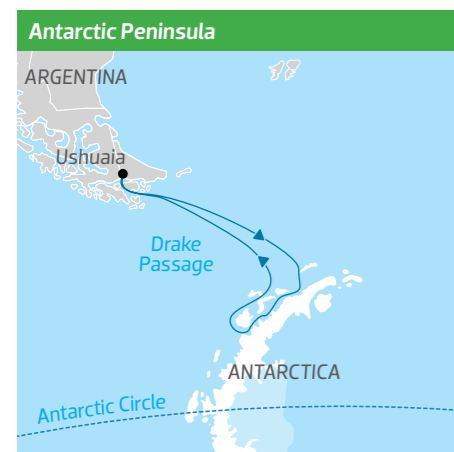 Antarctic Peninsula
ARGENTINA
Ushuaia
Drake
Passage
ANTARCTICA
Antarctic Circle